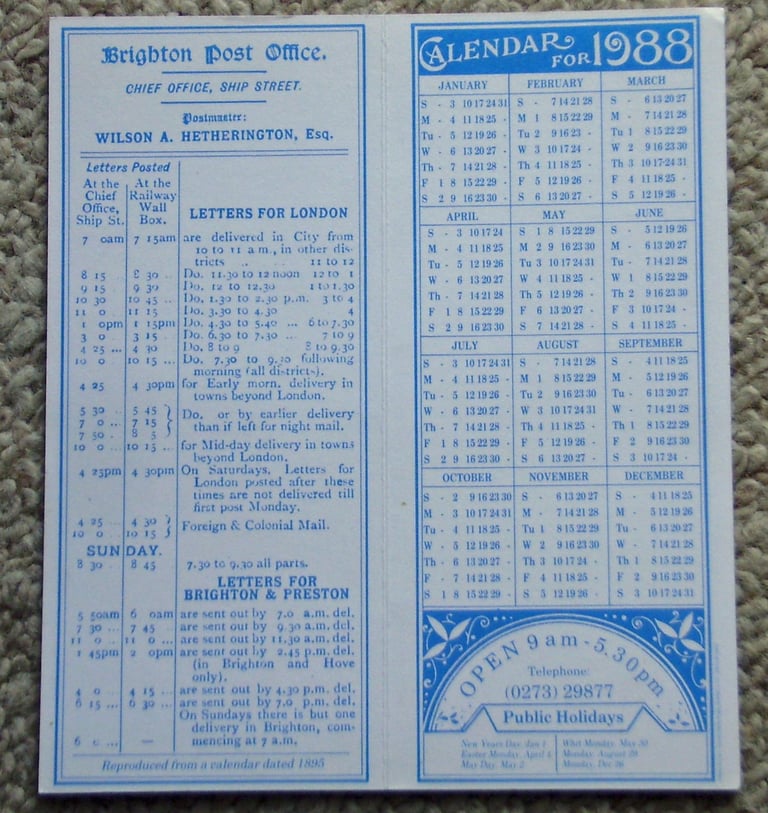 Brighton Post Office.
CHIEF OFFICE, SHIP STREET.
Postmaster:
WILSON A. HETHERINGTON, Esq.
Letters Posted
At the Chief Office, Ship St.
At the Railway Wall Box.
LETTERS FOR LONDON
7 0am 7 15am are delivered in City from
10 to 11 a.m., in other dis-
tricts .. .. 11 to 12
8 15 8 30 .. Do. 11.30 to 12 noon 12 to 1
9 15 9 30 Do. 12 to 12.30 1 to 1.30
10 30 10 45 .. Do. 1.30 to 2.30 p.m. 3 to 4
11 0 .. 11 15 Do. 3.30 to 4.30 4
1 0pm 1 15pm Do. 4.30 to 5.40 ... 6 to 7.30
3 0 .. 3 15 .. Do. 6.30 to 7.30 ... 7 to 9
4 25 ... 4 30 Do. 8 to 9 8 to 9.30
10 0 .. 10 15 ... Do. 7.30 to 9.30 following
morning (all districts).
4 25 4 30pm for Early morn. delivery in
towns beyond London.
5 30 .. 5 45 }
7 0 ... 7 15 } Do. or by earlier delivery
7 50 . 8 5 } than if left for night mail.
10 0 .. 10 15 ... for Mid-day delivery in towns
beyond London.
4 25pm 4 30pm On Saturdays, Letters for
London posted after these
times are not delivered till
first post Monday.
4 25 ... 4 30 }
10 0 ... 10 15 } Foreign & Colonial Mail.
SUNDAY.
8 30 .. 8 45 7.30 to 9.30 all parts.
LETTERS FOR
BRIGHTON & PRESTON
5 50am 6 0am are sent out by 7.0 a.m. del.
7 30 ... 7 45 .. are sent out by 9.30 a.m. del.
11 0 .. 11 0 ... are sent out by 11.30 a.m. del.
1 45pm 2 0pm are sent out by 2.45 p.m. del.
(in Brighton and Hove
only).
4 0 .. 4 15 ... are sent out by 4.30 p.m. del.
6 15 ... 6 30 ... are sent out by 7.0 p.m. del.
On Sundays there is but one
delivery in Brighton, com-
6 0 ... — mencing at 7 a.m.
Reproduced from a calendar dated 1895
CALENDAR FOR 1988
JANUARY FEBRUARY MARCH
S - 3 10 17 24 31 S - 7 14 21 28 S - 6 13 20 27
M - 4 11 18 25 - M 1 8 15 22 29 M - 7 14 21 28
Tu - 5 12 19 26 - Tu 2 9 16 23 - Tu 1 8 15 22 29
W - 6 13 20 27 - W 3 10 17 24 - W 2 9 16 23 30
Th - 7 14 21 28 - Th 4 11 18 25 - Th 3 10 17 24 31
F 1 8 15 22 29 - F 5 12 19 26 - F 4 11 18 25 -
S 2 9 16 23 30 - S 6 13 20 27 - S 5 12 19 26 -
APRIL MAY JUNE
S - 3 10 17 24 S 1 8 15 22 29 S - 5 12 19 26
M - 4 11 18 25 M 2 9 16 23 30 M - 6 13 20 27
Tu - 5 12 19 26 Tu 3 10 17 24 31 Tu - 7 14 21 28
W - 6 13 20 27 W 4 11 18 25 - W 1 8 15 22 29
Th - 7 14 21 28 Th 5 12 19 26 - Th 2 9 16 23 30
F 1 8 15 22 29 F 6 13 20 27 - F 3 10 17 24 -
S 2 9 16 23 30 S 7 14 21 28 - S 4 11 18 25 -
JULY AUGUST SEPTEMBER
S - 3 10 17 24 31 S - 7 14 21 28 S - 4 11 18 25
M - 4 11 18 25 - M 1 8 15 22 29 M - 5 12 19 26
Tu - 5 12 19 26 - Tu 2 9 16 23 30 Tu - 6 13 20 27
W - 6 13 20 27 - W 3 10 17 24 31 W - 7 14 21 28
Th - 7 14 21 28 - Th 4 11 18 25 - Th 1 8 15 22 29
F 1 8 15 22 29 - F 5 12 19 26 - F 2 9 16 23 30
S 2 9 16 23 30 - S 6 13 20 27 - S 3 10 17 24 -
OCTOBER NOVEMBER DECEMBER
S - 2 9 16 23 30 S - 6 13 20 27 S - 4 11 18 25
M - 3 10 17 24 31 M - 7 14 21 28 M - 5 12 19 26
Tu - 4 11 18 25 - Tu 1 8 15 22 29 Tu - 6 13 20 27
W - 5 12 19 26 - W 2 9 16 23 30 W - 7 14 21 28
Th - 6 13 20 27 - Th 3 10 17 24 - Th 1 8 15 22 29
F - 7 14 21 28 - F 4 11 18 25 - F 2 9 16 23 30
S 1 8 15 22 29 - S 5 12 19 26 - S 3 10 17 24 31
OPEN 9am - 5.30pm
Telephone:
(0273) 29877
Public Holidays
New Years Day, Jan 1 Whit Monday, May 30
Easter Monday, April 4 Monday, August 29
May Day, May 2 Monday, Dec 26